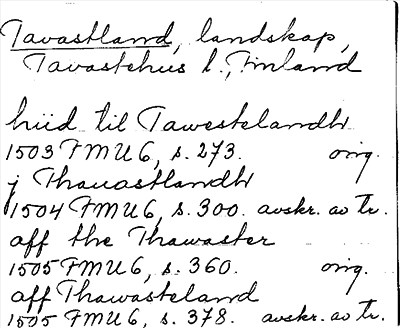 Tavastland, landskap,
Tavastehus l., Finland
hiid til Tawestelandh
1503 FMU 6, s. 273. orig.
j Thauastlandh
1504 FMU 6, s. 300. avskr. av Tr.
aff the Thawaster
1505 FMU 6, s. 360. orig.
aff Thawasteland
1505 FMU 6, s. 378. avskr. av tr.